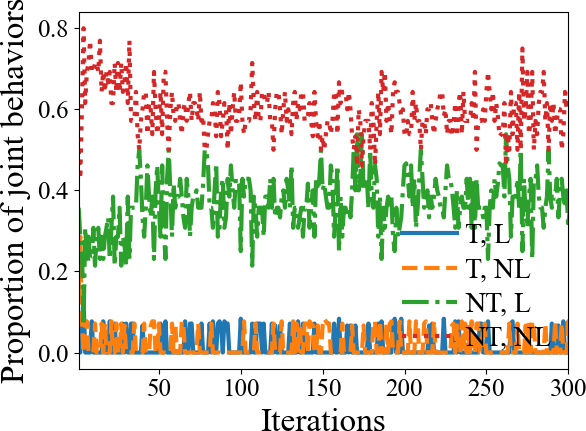 Proportion of joint behaviors
0.8
0.6
0.4
0.2
0.0
T, L
T, NL
NT, L
NT, NL
50
100
150
200
250
300
Iterations